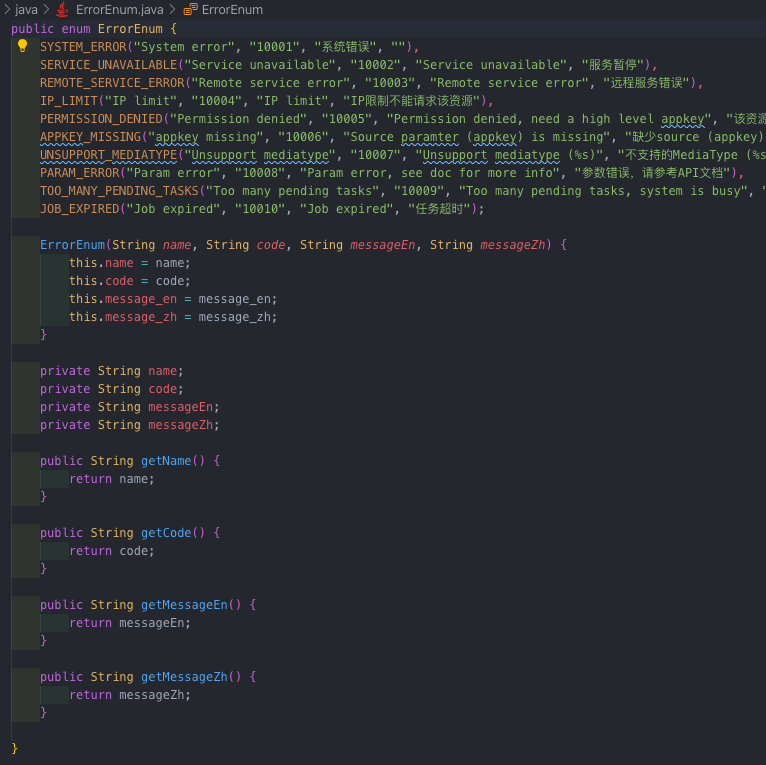 java > ErrorEnum.java > ErrorEnum
public enum ErrorEnum {
SYSTEM_ERROR("System error", "10001", "系统错误", ""),
SERVICE_UNAVAILABLE("Service unavailable", "10002", "Service unavailable", "服务暂停"),
REMOTE_SERVICE_ERROR("Remote service error", "10003", "Remote service error", "远程服务错误"),
IP_LIMIT("IP limit", "10004", "IP limit", "IP限制不能请求该资源"),
PERMISSION_DENIED("Permission denied", "10005", "Permission denied, need a high level appkey", "该资源
APPKEY_MISSING("appkey missing", "10006", "Source paramter (appkey) is missing", "缺少source (appkey)
UNSUPPORT_MEDIATYPE("Unsupport mediatype", "10007", "Unsupport mediatype (%s)", "不支持的MediaType (%s
PARAM_ERROR("Param error", "10008", "Param error, see doc for more info", "参数错误，请参考API文档"),
TOO_MANY_PENDING_TASKS("Too many pending tasks", "10009", "Too many pending tasks, system is busy", "
JOB_EXPIRED("Job expired", "10010", "Job expired", "任务超时");
ErrorEnum(String name, String code, String messageEn, String messageZh) {
this.name = name;
this.code = code;
this.message_en = message_en;
this.message_zh = message_zh;
}
private String name;
private String code;
private String messageEn;
private String messageZh;
public String getName() {
return name;
}
public String getCode() {
return code;
}
public String getMessageEn() {
return messageEn;
}
public String getMessageZh() {
return messageZh;
}
}